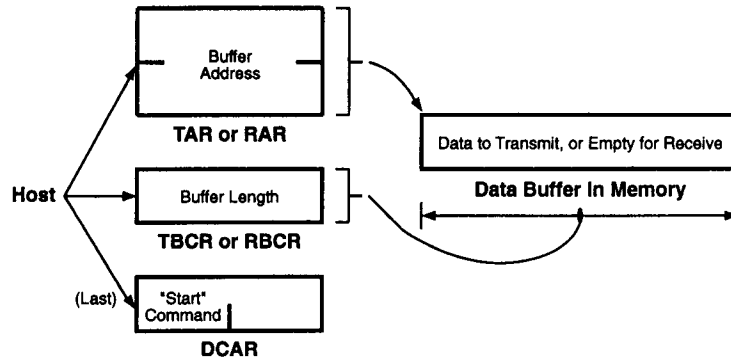 Buffer
Address
TAR or RAR
Data to Transmit, or Empty for Receive
Host
Buffer Length
Data Buffer In Memory
TBCR or RBCR
(Last)
"Start"
Command
DCAR